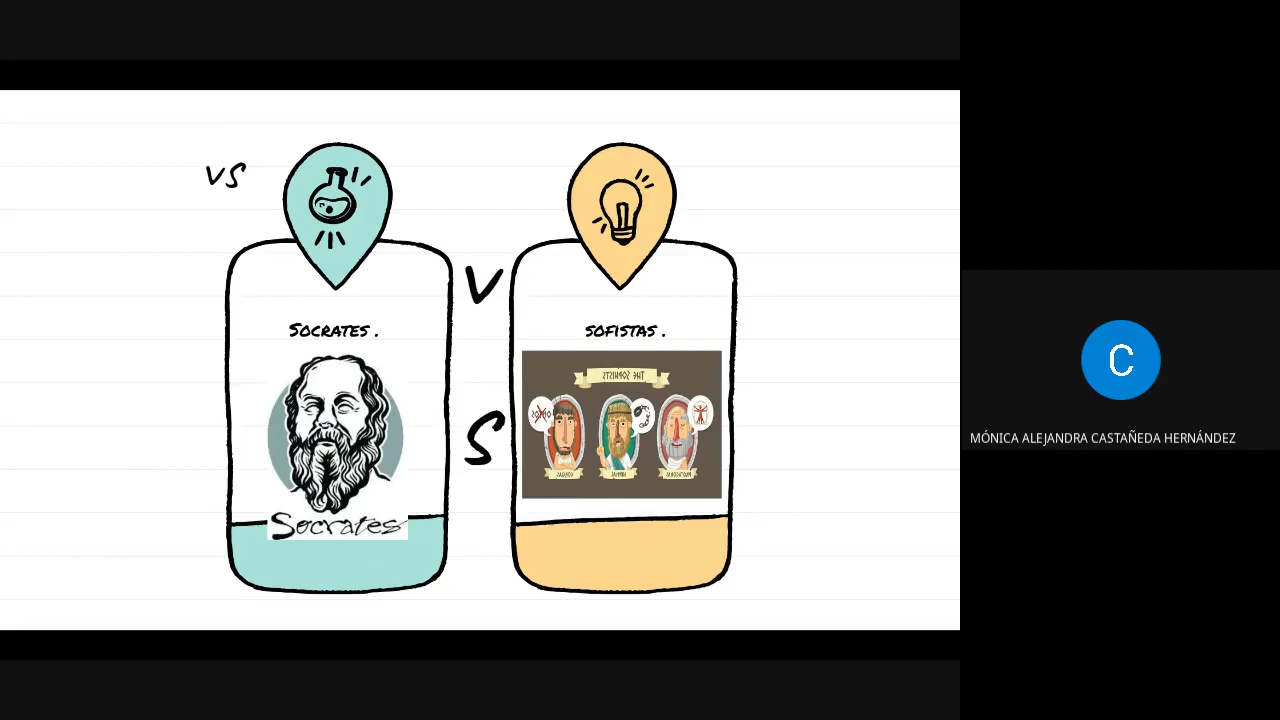 VS
V
S
Socrates.
Socrates
sofistas.
THE SOPHISTS
C
MÓNICA ALEJANDRA CASTAÑEDA HERNÁNDEZ